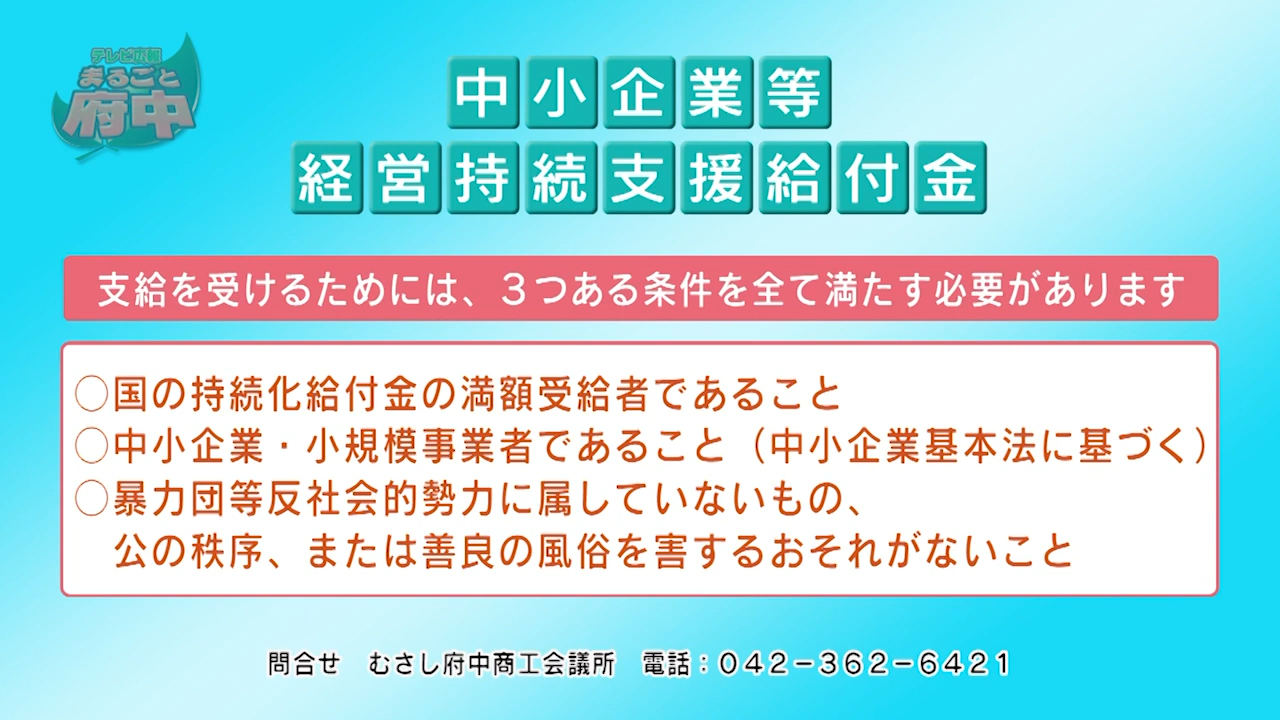 テレビ広報
まるごと
府中
中小企業等
経営持続支援給付金
支給を受けるためには、３つある条件を全て満たす必要があります
○国の持続化給付金の満額受給者であること
○中小企業・小規模事業者であること（中小企業基本法に基づく）
○暴力団等反社会的勢力に属していないもの、
公の秩序、または善良の風俗を害するおそれがないこと
問合せ　むさし府中商工会議所　電話：０４２－３６２－６４２１